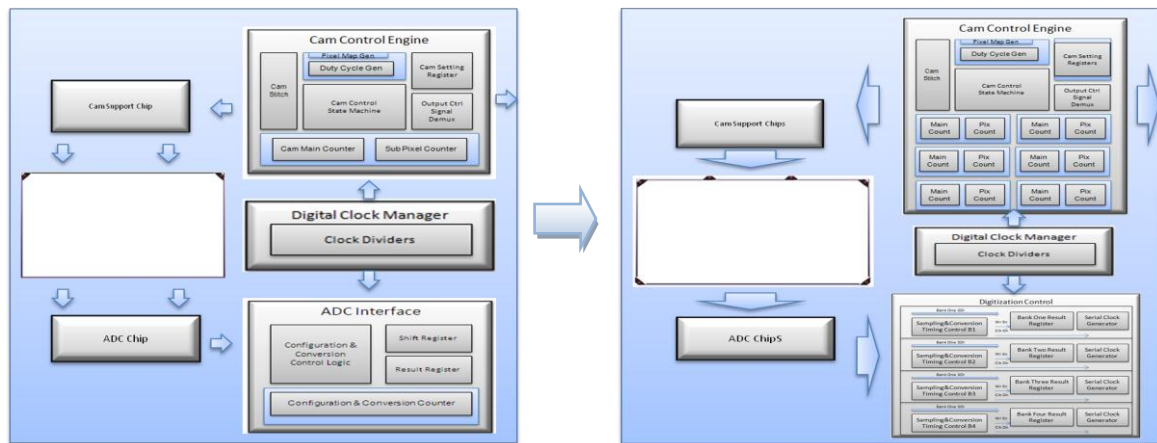 Cam Control Engine
Pixel Map Gen
Duty Cycle Gen
Cam Setting
Register
Cam
Stitch
Cam Control
State Machine
Output Ctrl
Signal
Demux
Cam Main Counter
Sub Pixel Counter
Cam Support Chip
Digital Clock Manager
Clock Dividers
ADC Interface
Configuration &
Conversion
Control Logic
Shift Register
Result Register
Configuration & Conversion Counter
ADC Chip
Cam Control Engine
Pixel Map Gen
Duty Cycle Gen
Cam Setting
Registers
Cam
Stitch
Cam Control
State Machine
Output Ctrl
Signal
Demux
Main
Count
Pix
Count
Main
Count
Pix
Count
Main
Count
Pix
Count
Main
Count
Pix
Count
Main
Count
Pix
Count
Main
Count
Pix
Count
Cam Support Chips
Digital Clock Manager
Clock Dividers
ADC ChipS
Digitization Control
Sampling&Conversion
Timing Control B1
Bank One Result
Register
Serial Clock
Generator
Sampling&Conversion
Timing Control B2
Bank Two Result
Register
Serial Clock
Generator
Sampling&Conversion
Timing Control B3
Bank Three Result
Register
Serial Clock
Generator
Sampling&Conversion
Timing Control B4
Bank Four Result
Register
Serial Clock
Generator